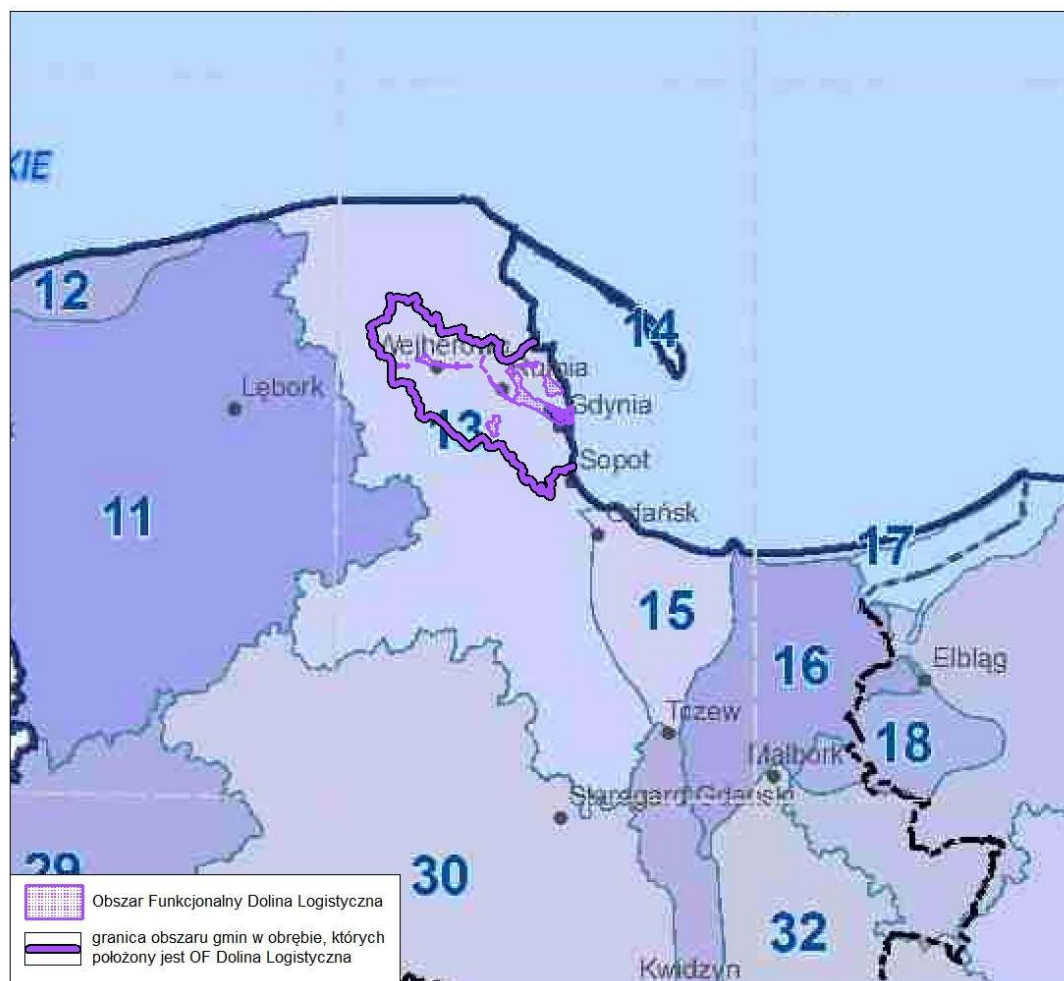 KIE
12
14
Wejherowo
Rumia
Lębork
Gdynia
13
Sopot
11
Gdańsk
17
15
16
Elbląg
Tczew
18
Malbork
Starogard Gdański
29
30
32
Kwidzyn
Obszar Funkcjonalny Dolina Logistyczna
granica obszaru gmin w obrębie, których
położony jest OF Dolina Logistyczna